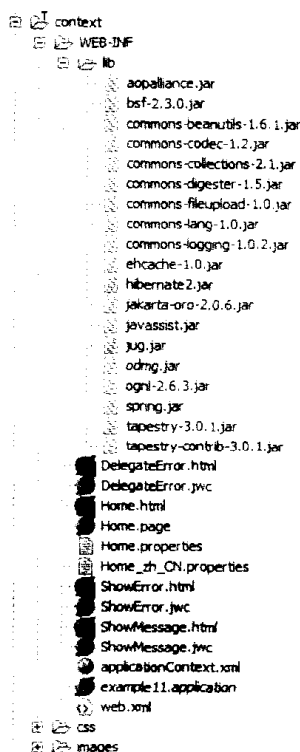 context
WEB-INF
lib
aopalliance.jar
bsf-2.3.0.jar
commons-beanutils-1.6.1.jar
commons-codec-1.2.jar
commons-collections-2.1.jar
commons-digester-1.5.jar
commons-fileupload-1.0.jar
commons-lang-1.0.jar
commons-logging-1.0.2.jar
ehcache-1.0.jar
hibernate2.jar
jakarta-oro-2.0.6.jar
javassist.jar
jug.jar
odmg.jar
ognl-2.6.3.jar
spring.jar
tapestry-3.0.1.jar
tapestry-contrib-3.0.1.jar
DelegateError.html
DelegateError.jwc
Home.html
Home.page
Home.properties
Home_zh_CN.properties
ShowError.html
ShowError.jwc
ShowMessage.html
ShowMessage.jwc
applicationContext.xml
example11.application
web.xml
css
images